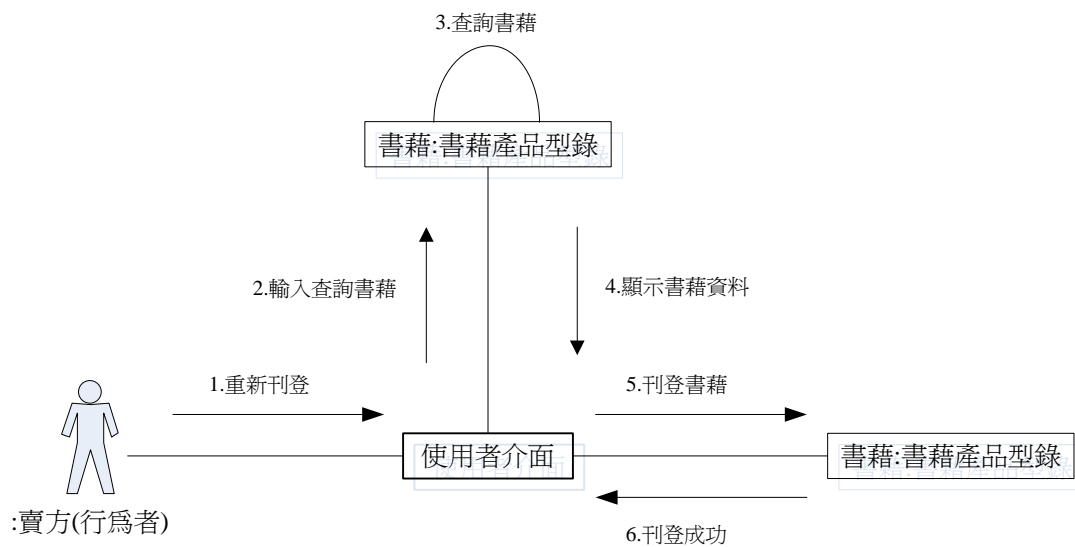 3.查詢書藉
書藉:書藉產品型錄
2.輸入查詢書藉
4.顯示書藉資料
1.重新刊登
5.刊登書藉
使用者介面
書藉:書藉產品型錄
:賣方(行爲者)
6.刊登成功